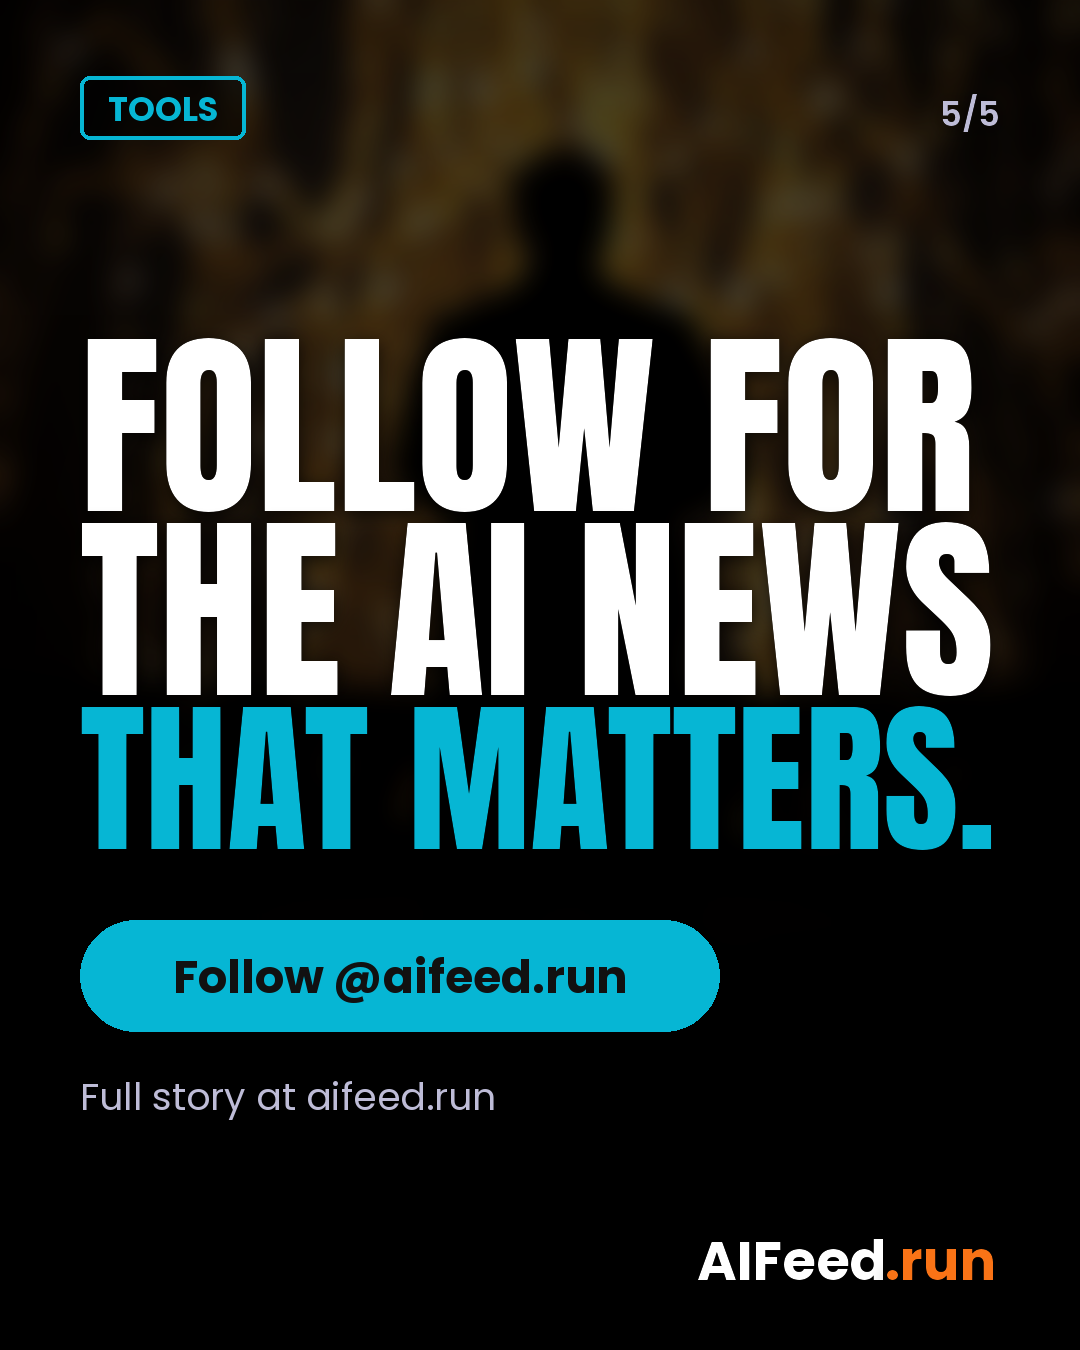 TOOLS
5/5
FOLLOW FOR
THE AI NEWS
THAT MATTERS.
Follow @aifeed.run
Full story at aifeed.run
AIFeed.run